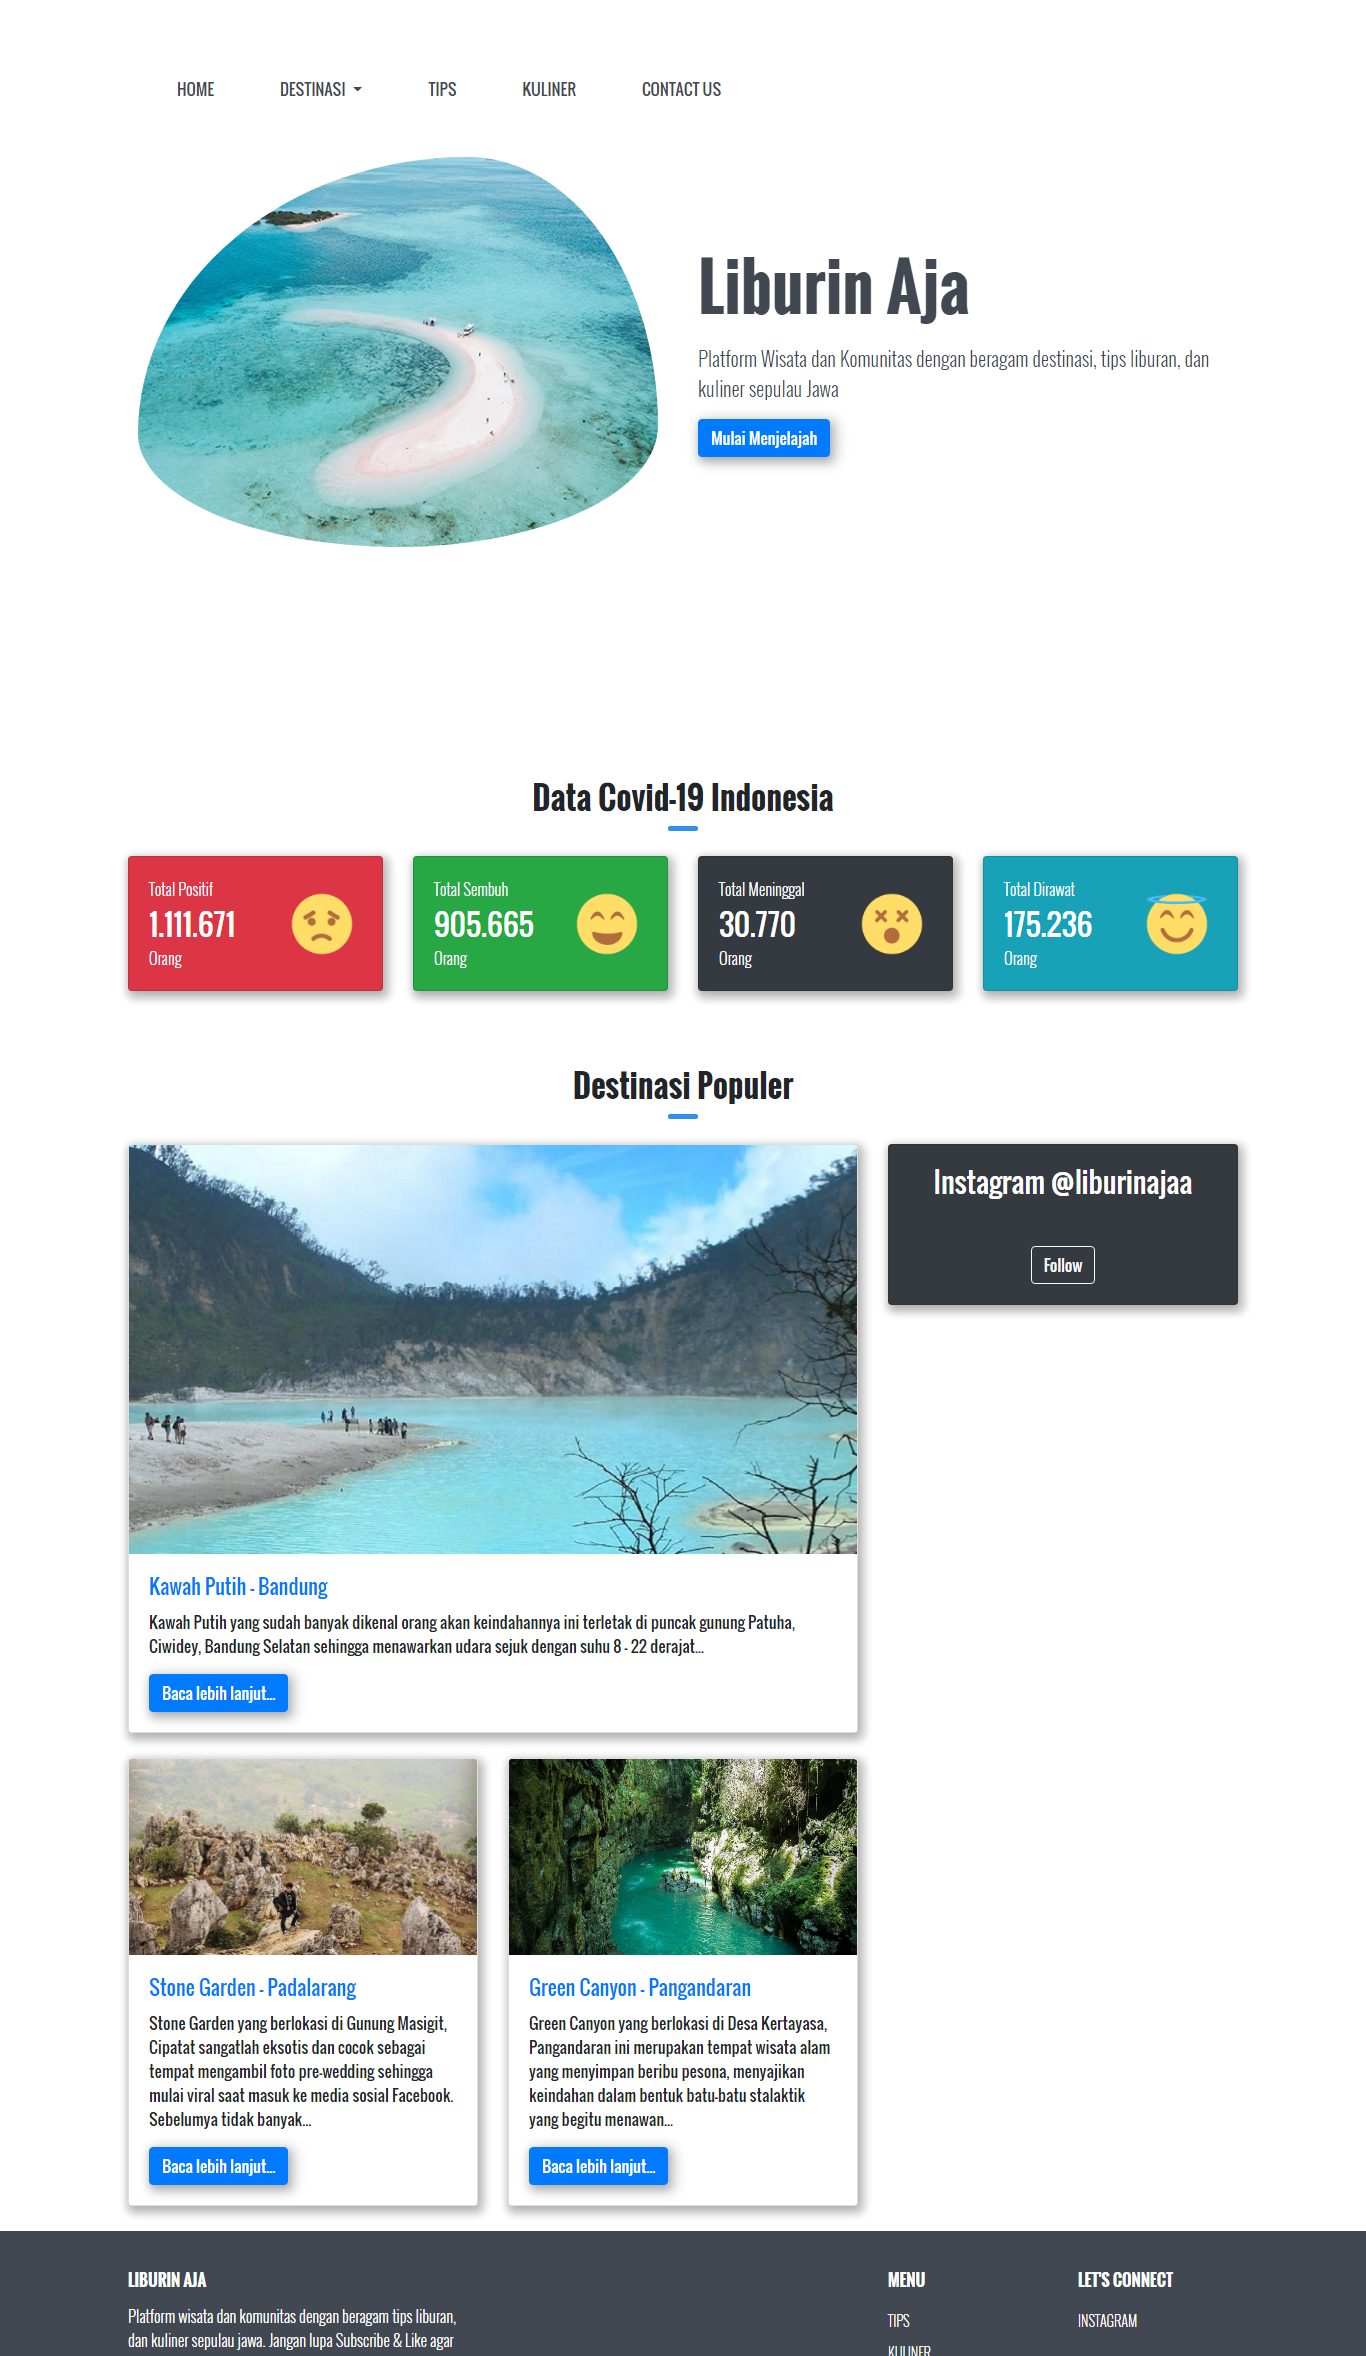 HOME
DESTINASI
TIPS
KULINER
CONTACT US
Liburin Aja
Platform Wisata dan Komunitas dengan beragam destinasi, tips liburan, dan
kuliner sepulau Jawa
Mulai Menjelajah
Data Covid-19 Indonesia
Total Positif
1.111.671
Orang
Total Sembuh
905.665
Orang
Total Meninggal
30.770
Orang
Total Dirawat
175.236
Orang
Destinasi Populer
Kawah Putih - Bandung
Kawah Putih yang sudah banyak dikenal orang akan keindahannya ini terletak di puncak gunung Patuha,
Ciwidey, Bandung Selatan sehingga menawarkan udara sejuk dengan suhu 8 - 22 derajat...
Baca lebih lanjut...
Instagram @liburinajaa
Follow
Stone Garden - Padalarang
Stone Garden yang berlokasi di Gunung Masigit,
Cipatat sangatlah eksotis dan cocok sebagai
tempat mengambil foto pre-wedding sehingga
mulai viral saat masuk ke media sosial Facebook.
Sebelumya tidak banyak...
Baca lebih lanjut...
Green Canyon - Pangandaran
Green Canyon yang berlokasi di Desa Kertayasa,
Pangandaran ini merupakan tempat wisata alam
yang menyimpan beribu pesona, menyajikan
keindahan dalam bentuk batu-batu stalaktik
yang begitu menawan...
Baca lebih lanjut...
LIBURIN AJA
Platform wisata dan komunitas dengan beragam tips liburan,
dan kuliner sepulau jawa. Jangan lupa Subscribe & Like agar
MENU
TIPS
KULINER
LET'S CONNECT
INSTAGRAM